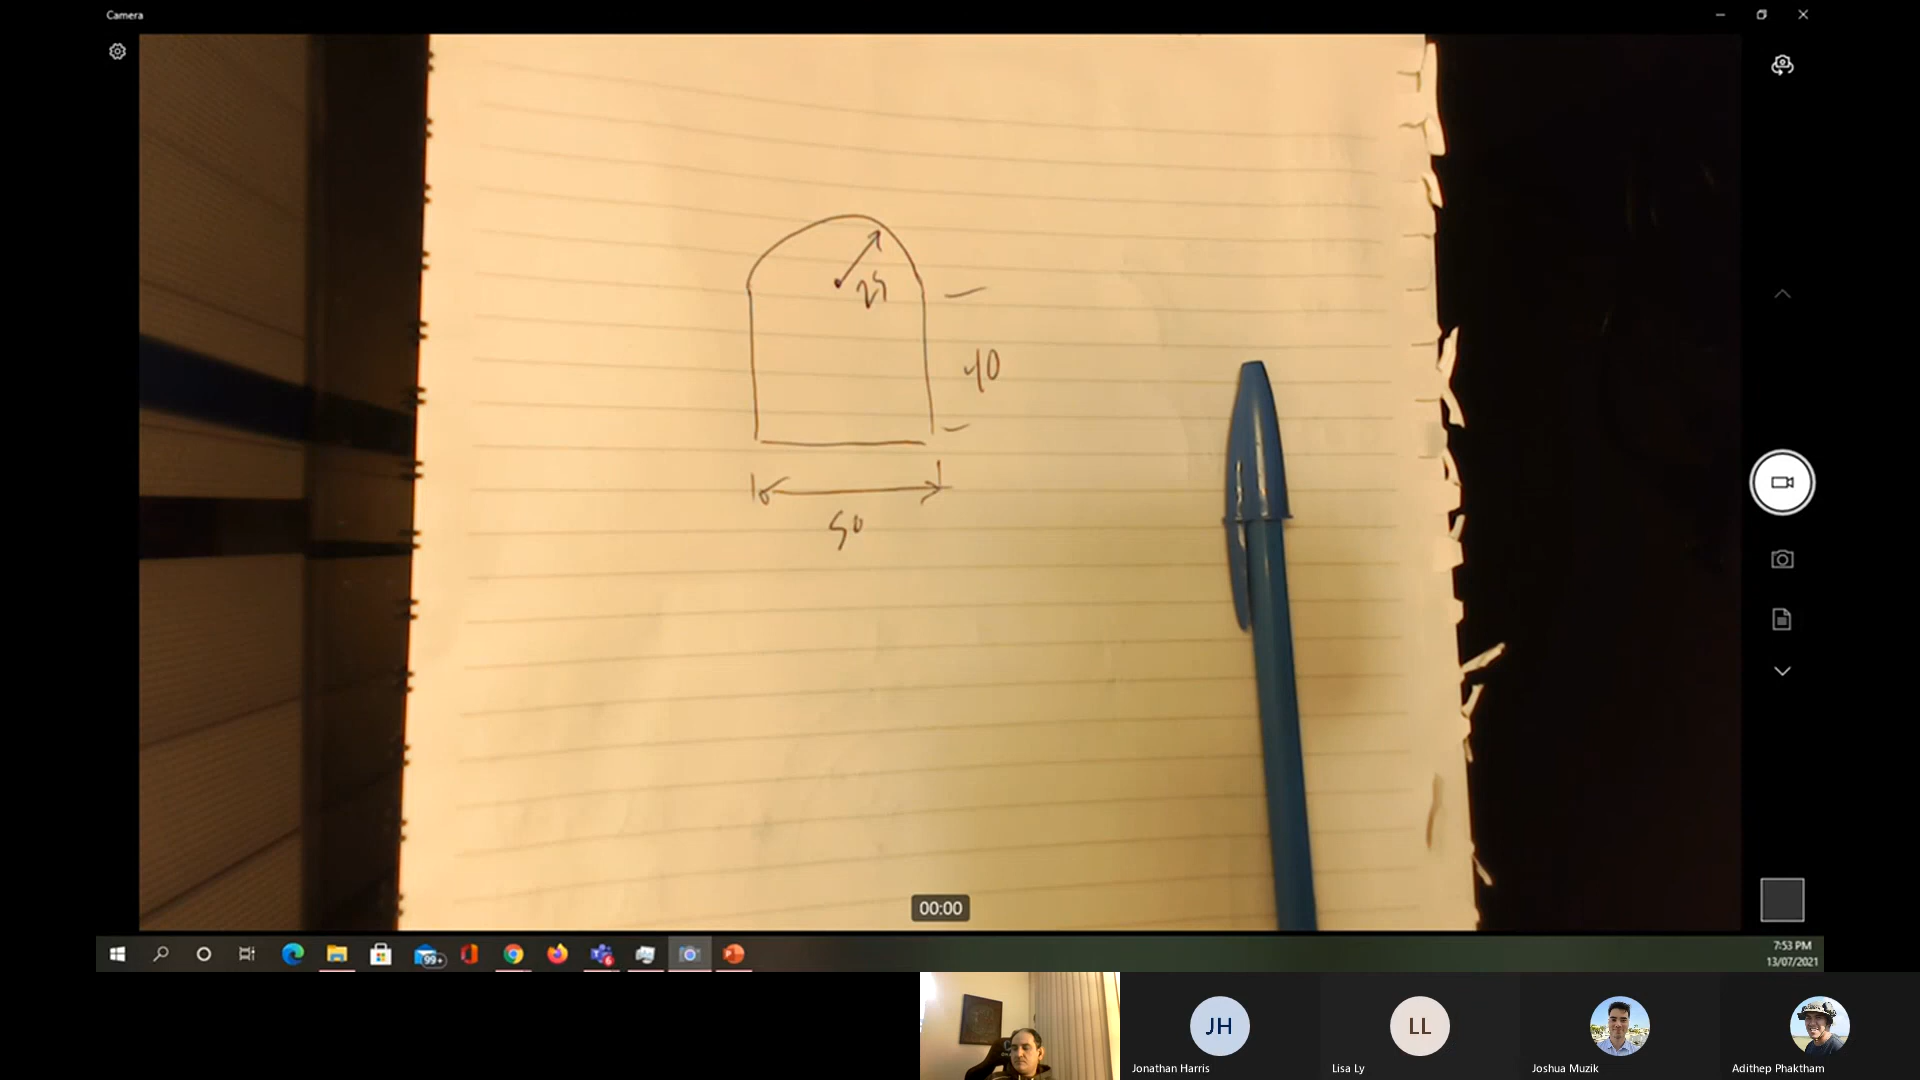 Camera
25
40
50
00:00
99+
7:53 PM
13/07/2021
JH
LL
Jonathan Harris
Lisa Ly
Joshua Muzik
Adithep Phaktham